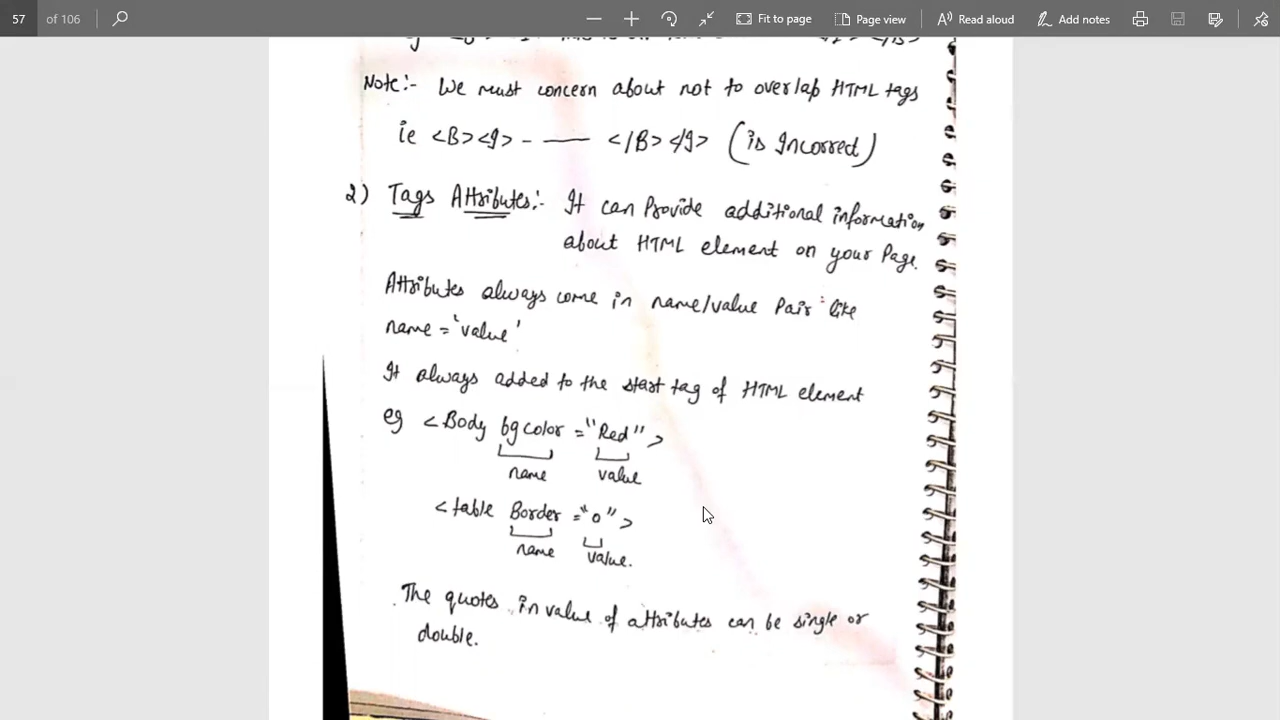 57 of 106 Fit to page Page view Read aloud Add notes
Note:- We must concern about not to overlap HTML tags
ie <B><I> - —— </B></I> (is Incorred)
2) Tags Attributes:- It can Provide additional information
about HTML element on your Page.
Attributes always come in name/value Pair like
name = 'value'
It always added to the start tag of HTML element
eg <Body bgcolor = "Red">
name value
<table Border = "0">
name value.
The quotes in value of attributes can be single or
double.